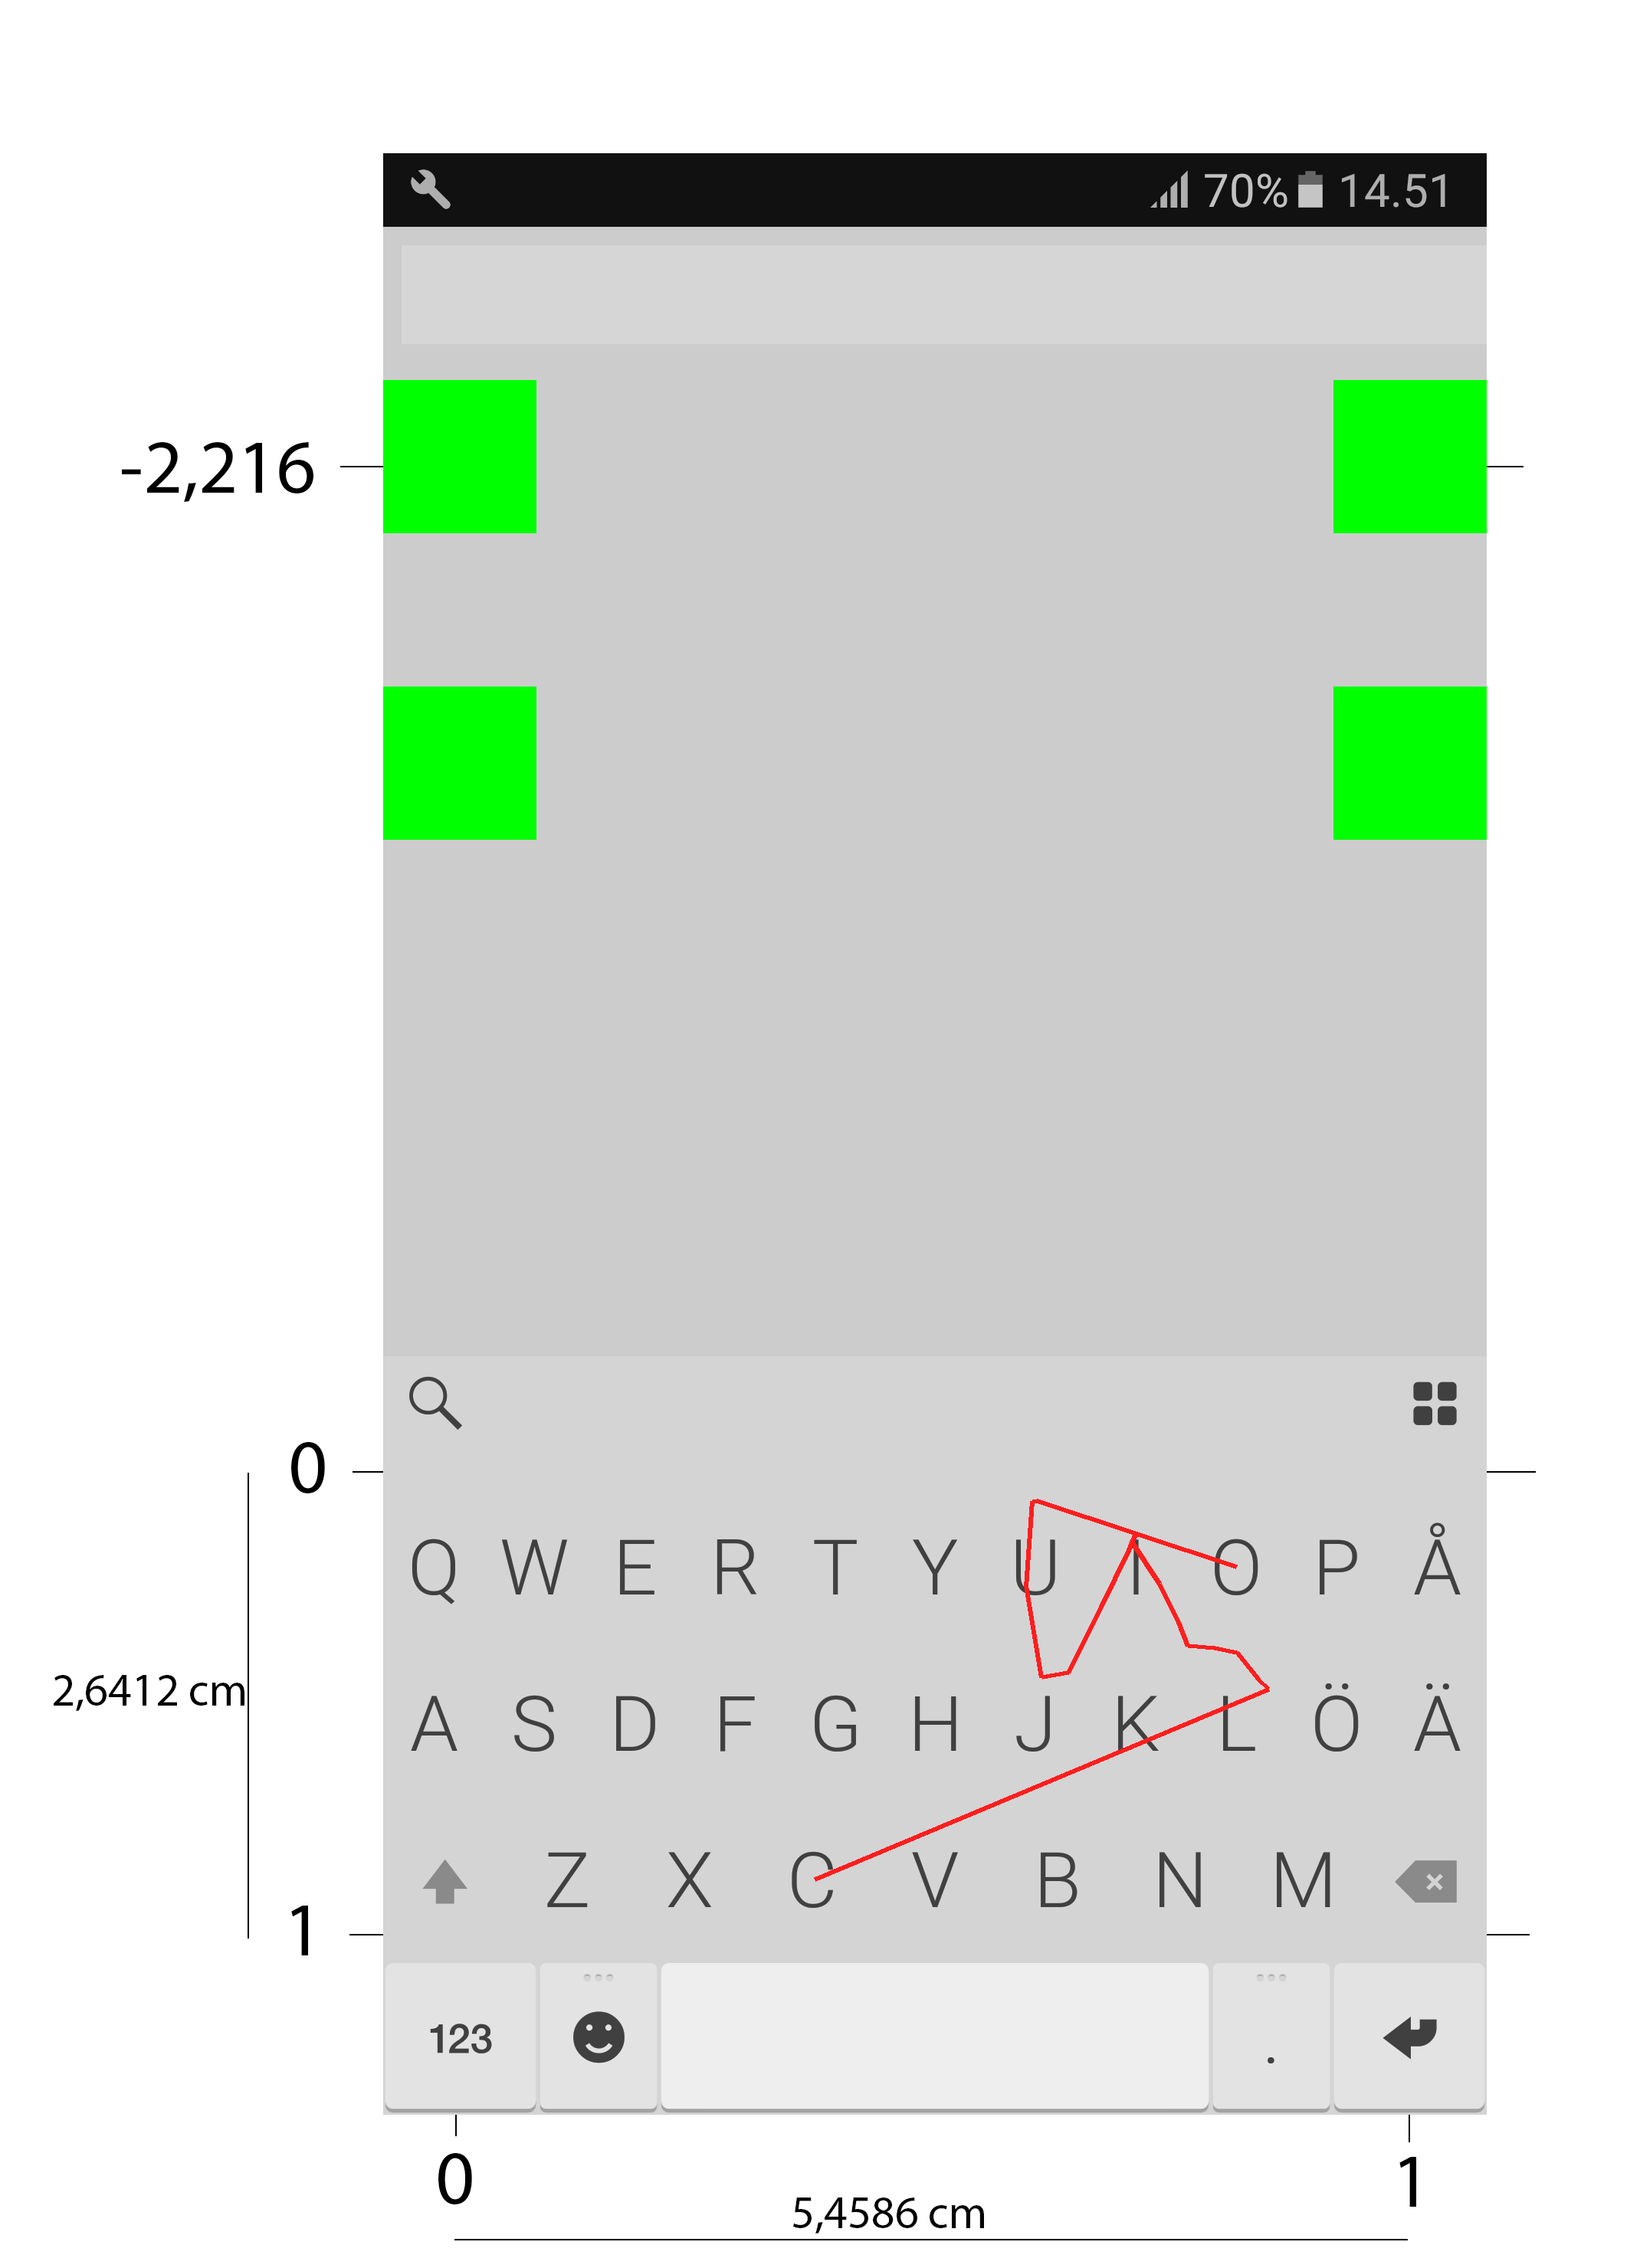 70% 14.51
-2,216
0
Q W E R T Y U I O P Å
2,6412 cm
A S D F G H J K L Ö Ä
Z X C V B N M
1
123 .
0 1
5,4586 cm